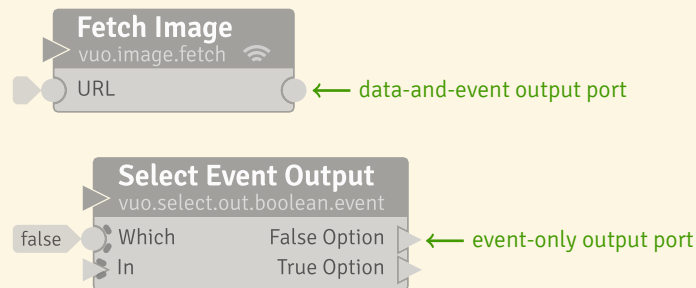 Fetch Image
vuo.image.fetch
URL
data-and-event output port
Select Event Output
vuo.select.out.boolean.event
false
Which
False Option
event-only output port
In
True Option